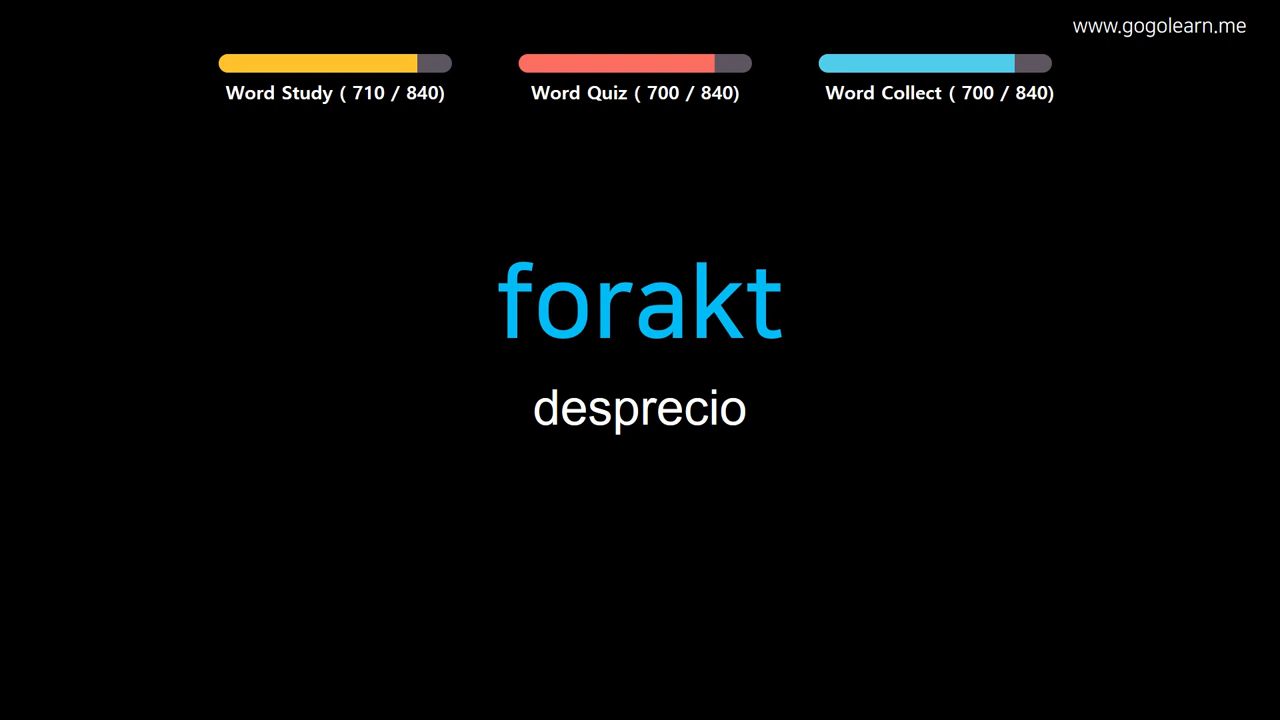 www.gogolearn.me
Word Study ( 710 / 840)
Word Quiz ( 700 / 840)
Word Collect ( 700 / 840)
forakt
desprecio